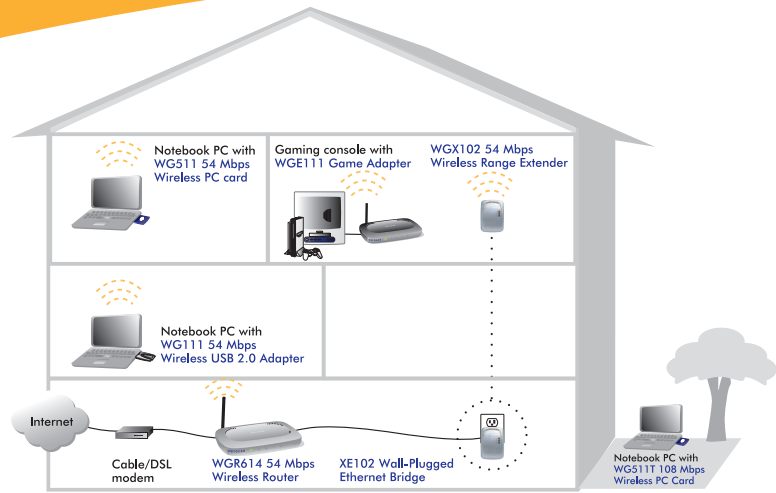 Notebook PC with
WG511 54 Mbps
Wireless PC card
Gaming console with
WGE111 Game Adapter
WGX102 54 Mbps
Wireless Range Extender
Notebook PC with
WG111 54 Mbps
Wireless USB 2.0 Adapter
Internet
Cable/DSL
modem
WGR614 54 Mbps
Wireless Router
XE102 Wall-Plugged
Ethernet Bridge
Notebook PC with
WG511T 108 Mbps
Wireless PC Card